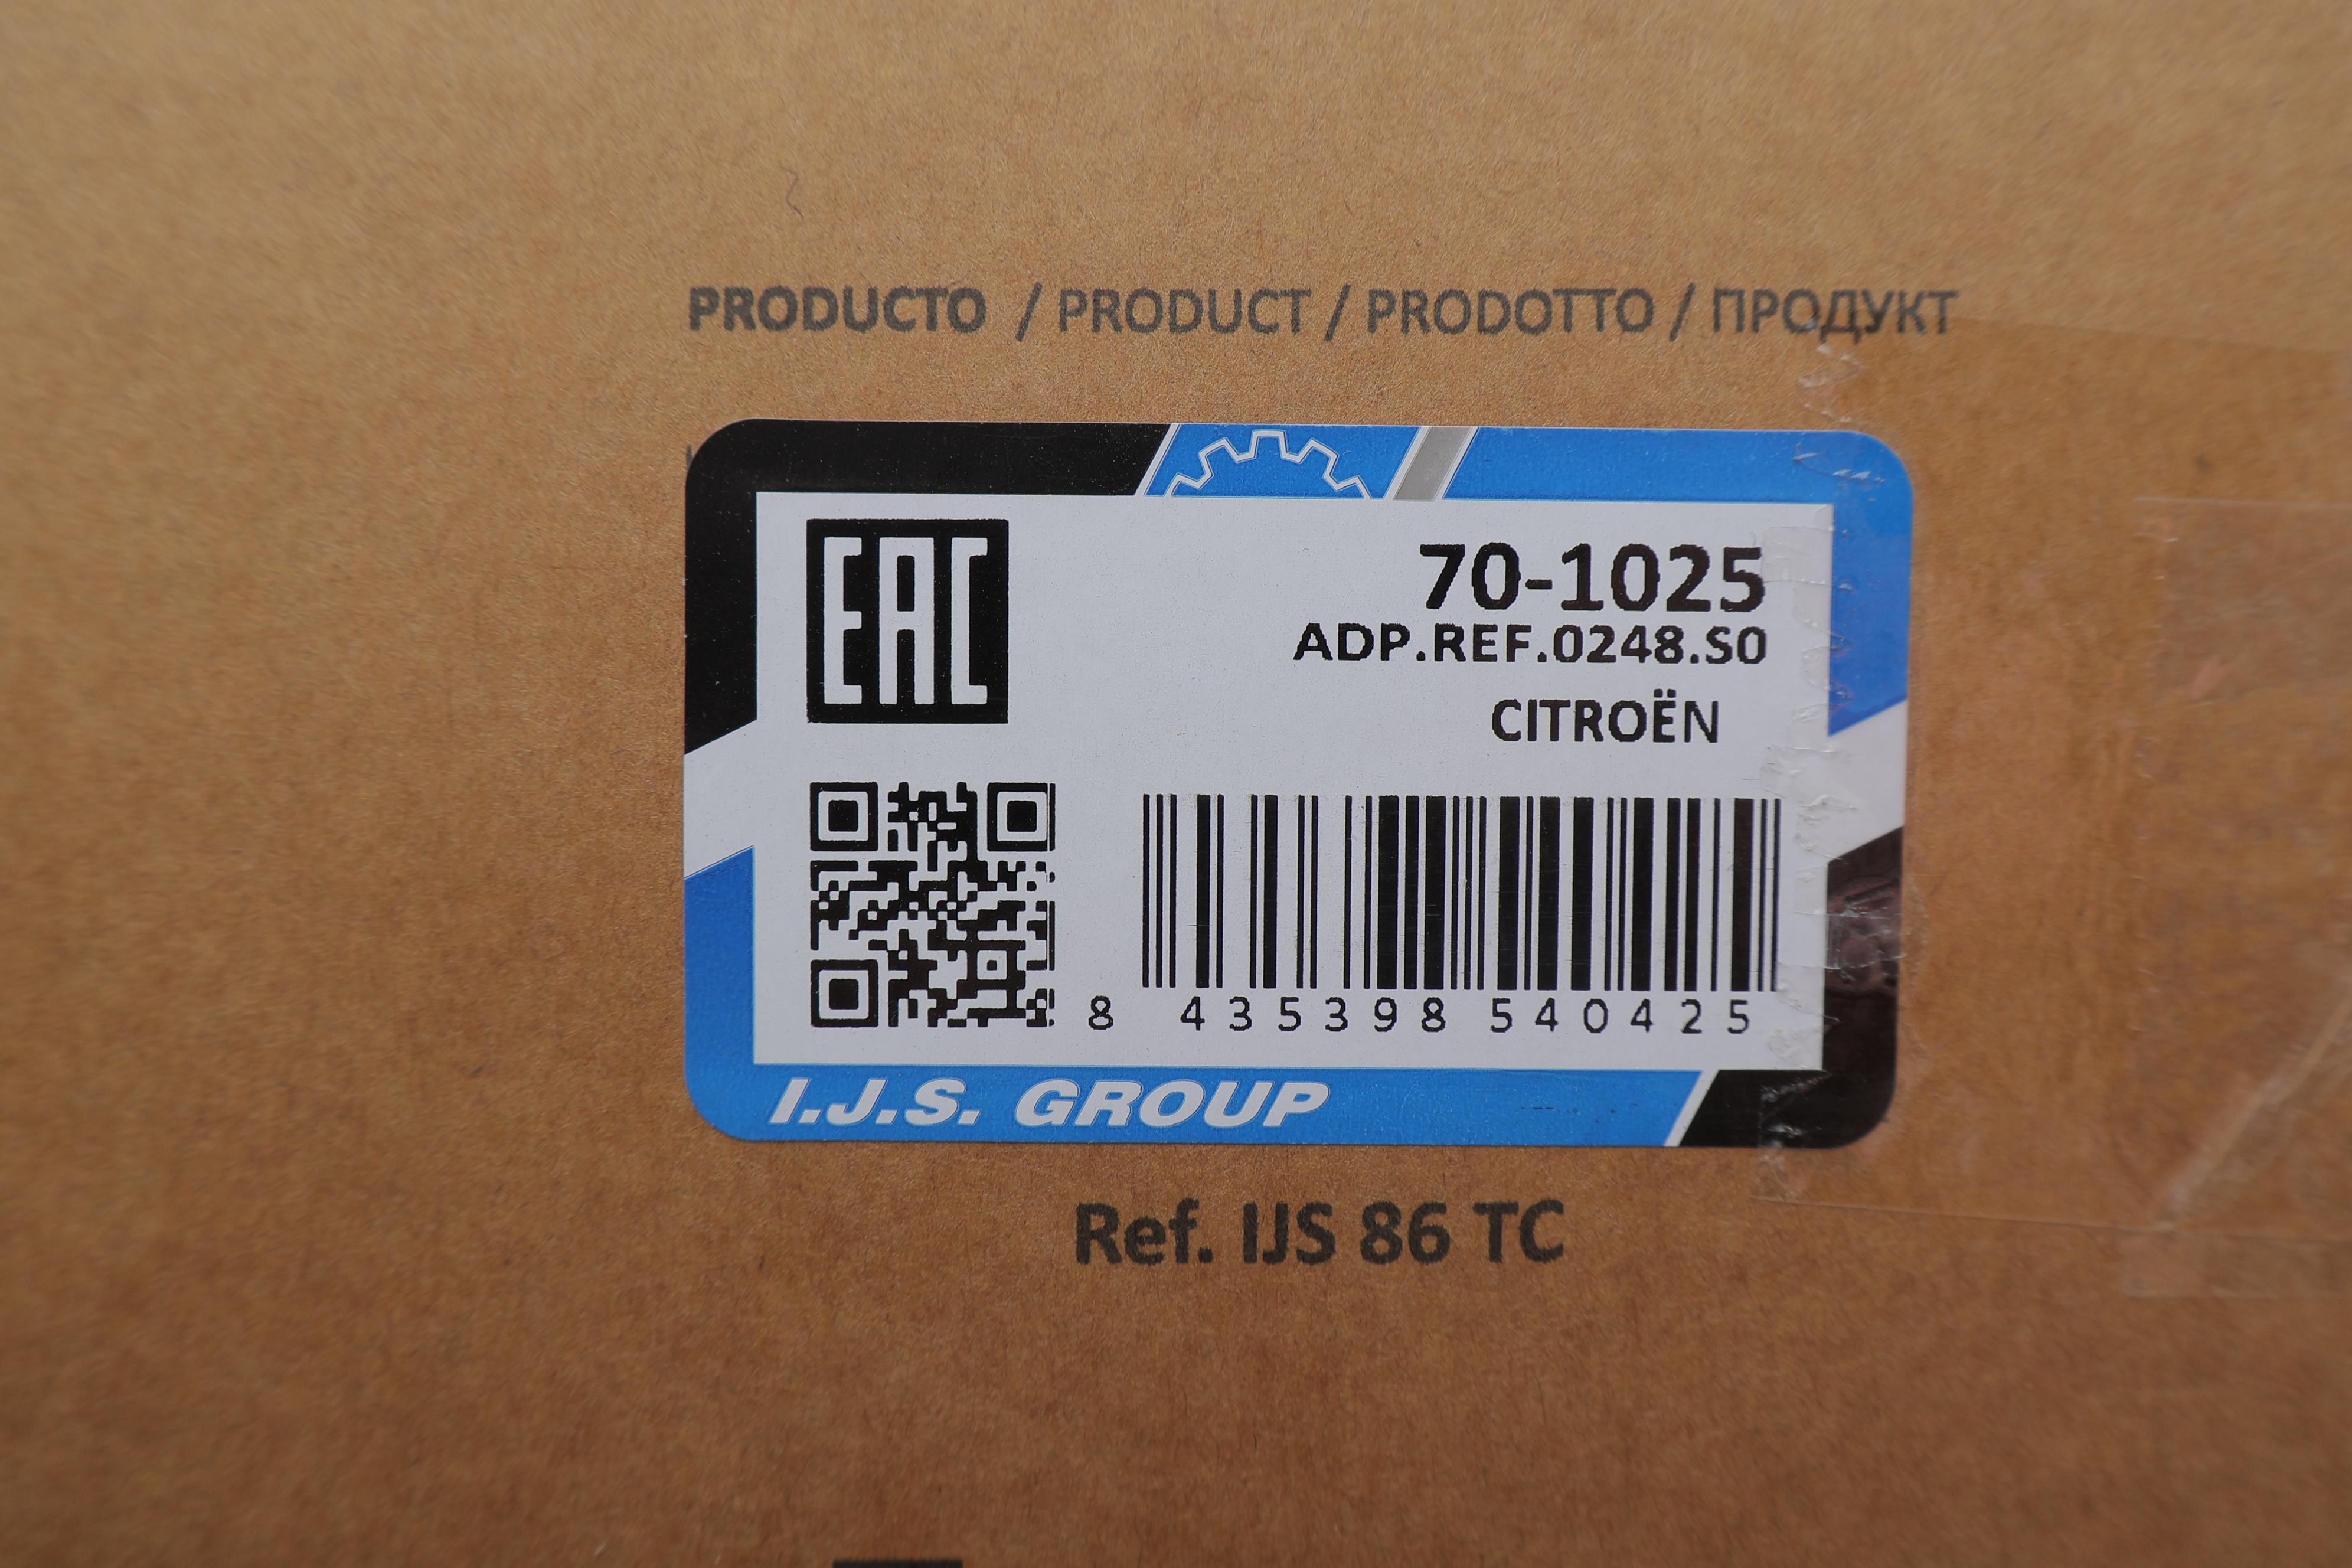 PRODUCTO / PRODUCT / PRODOTTO / ПРОДУКТ
EAC
70-1025
ADP.REF.0248.S0
CITROËN
8 435398 540425
I.J.S. GROUP
Ref. IJS 86 TC